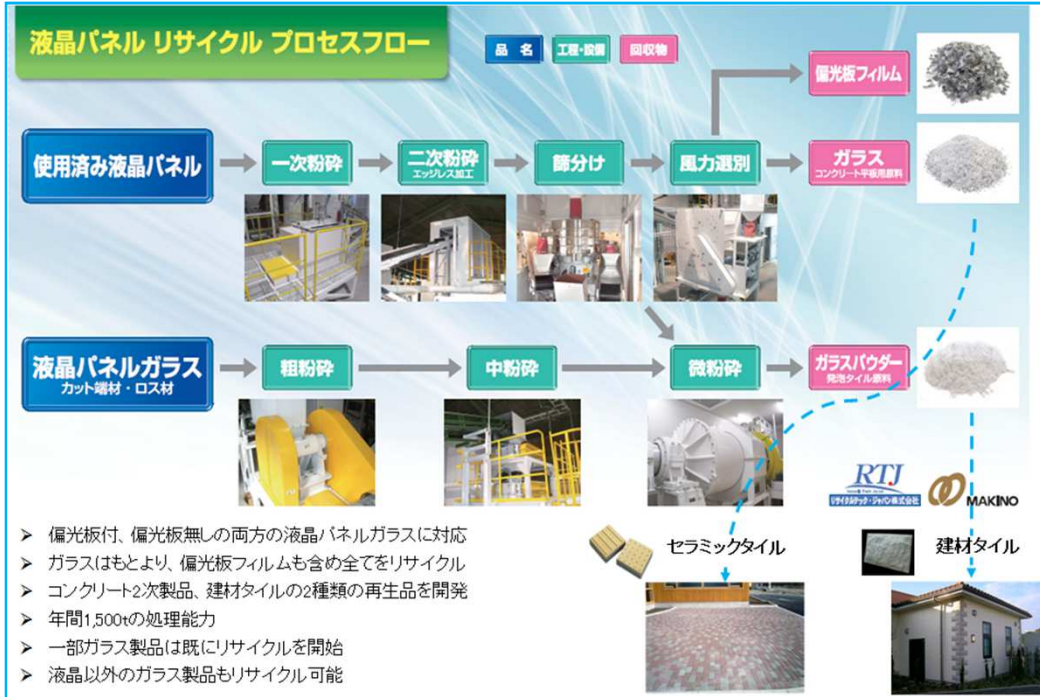 液晶パネル リサイクル プロセスフロー
品 名
工程・設備
回収物
偏光板フィルム
使用済み液晶パネル
一次粉砕
二次粉砕
エッジレス加工
篩分け
風力選別
ガラス
コンクリート平板用原料
液晶パネルガラス
カット端材・ロス材
粗粉砕
中粉砕
微粉砕
ガラスパウダー
発泡タイル原料
RTJ
リサイクルテック・ジャパン株式会社
MAKINO
➢ 偏光板付、偏光板無しの両方の液晶パネルガラスに対応
➢ ガラスはもとより、偏光板フィルムも含め全てをリサイクル
➢ コンクリート2次製品、建材タイルの2種類の再生品を開発
➢ 年間1,500tの処理能力
➢ 一部ガラス製品は既にリサイクルを開始
➢ 液晶以外のガラス製品もリサイクル可能
セラミックタイル
建材タイル